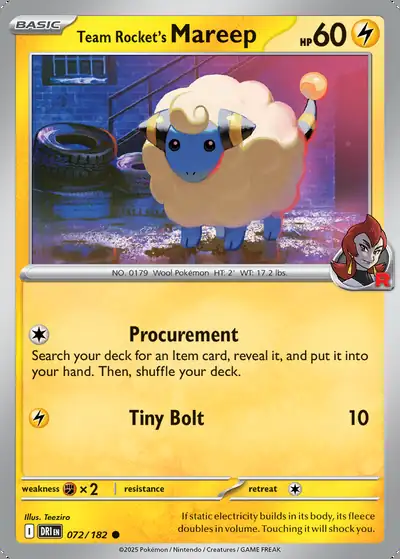 BASIC
Team Rocket's Mareep HP60
NO. 0179 Wool Pokémon HT: 2' WT: 17.2 lbs.
R
Procurement
Search your deck for an Item card, reveal it, and put it into
your hand. Then, shuffle your deck.
Tiny Bolt 10
weakness ×2 resistance retreat
Illus. Teeziro
I DRI EN 072/182
If static electricity builds in its body, its fleece
doubles in volume. Touching it will shock you.
©2025 Pokémon / Nintendo / Creatures / GAME FREAK